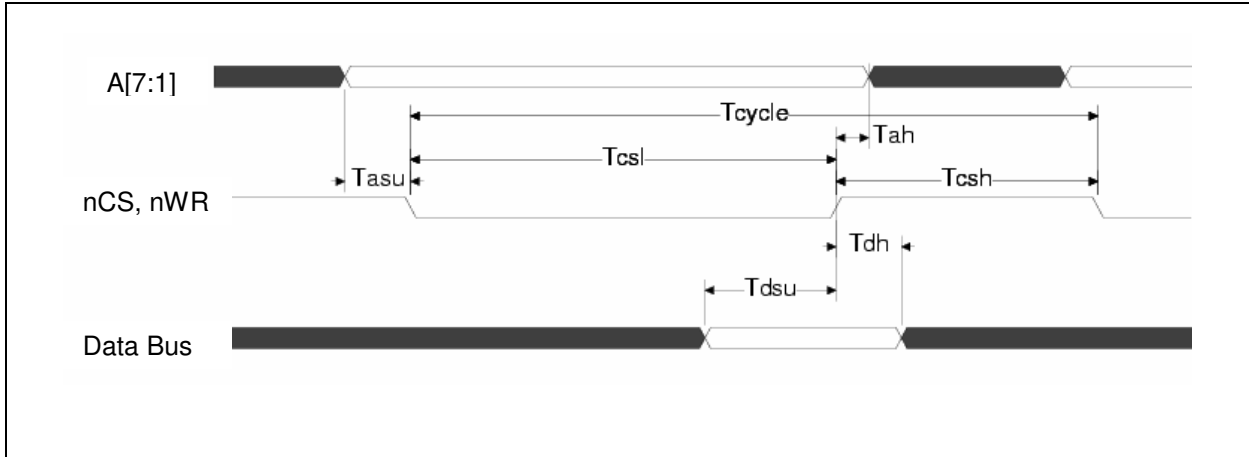 A[7:1]
Tcycle
Tah
Tcsl
Tasu
Tcsh
nCS, nWR
Tdh
Tdsu
Data Bus